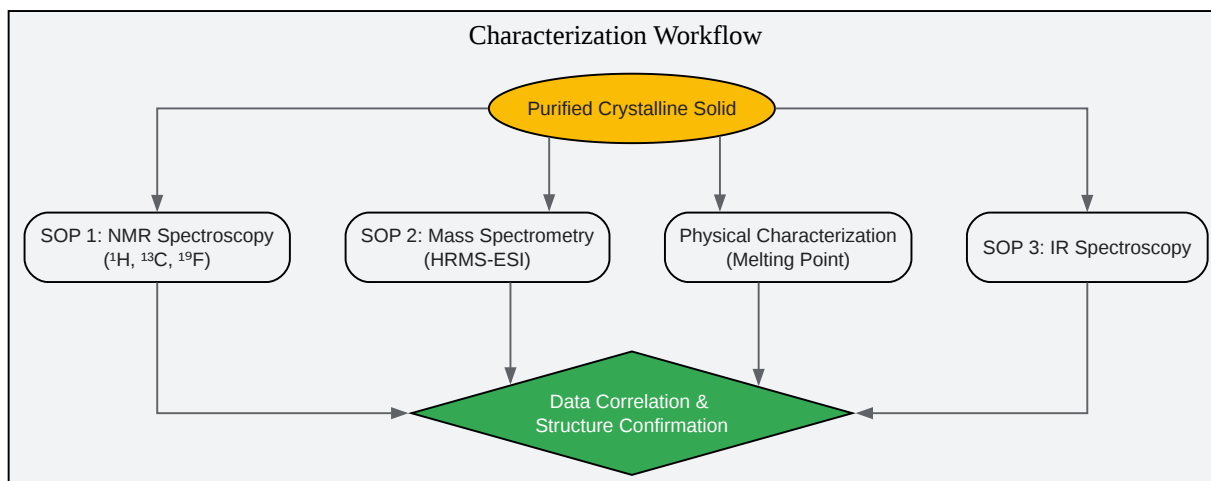 Characterization Workflow
Purified Crystalline Solid
SOP 1: NMR Spectroscopy
(¹H, ¹³C, ¹⁹F)
SOP 2: Mass Spectrometry
(HRMS-ESI)
Physical Characterization
(Melting Point)
SOP 3: IR Spectroscopy
Data Correlation &
Structure Confirmation